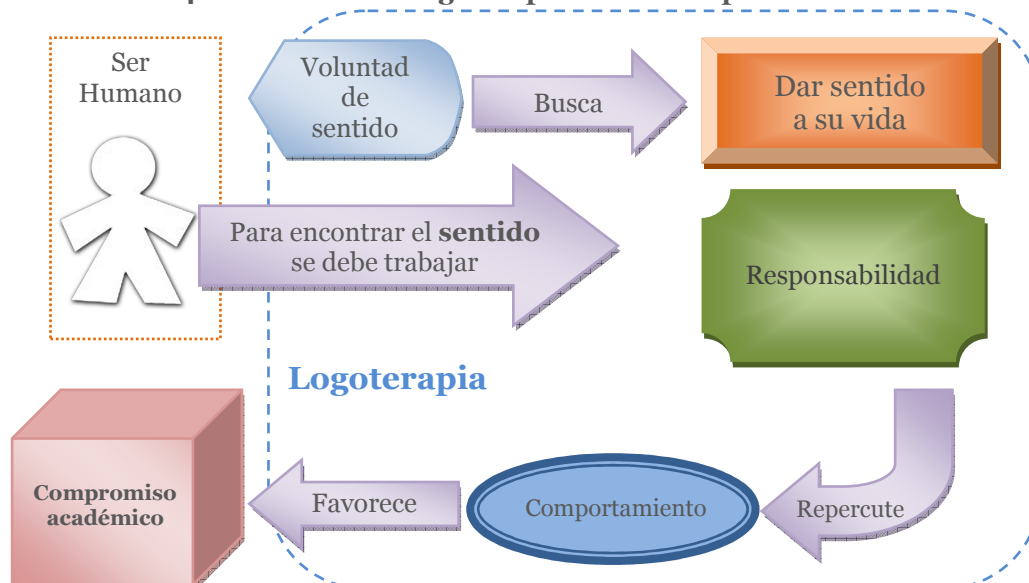 Ser
Humano
Voluntad
de
sentido
Busca
Dar sentido
a su vida
Para encontrar el sentido
se debe trabajar
Responsabilidad
Logoterapia
Compromiso
académico
Favorece
Comportamiento
Repercute